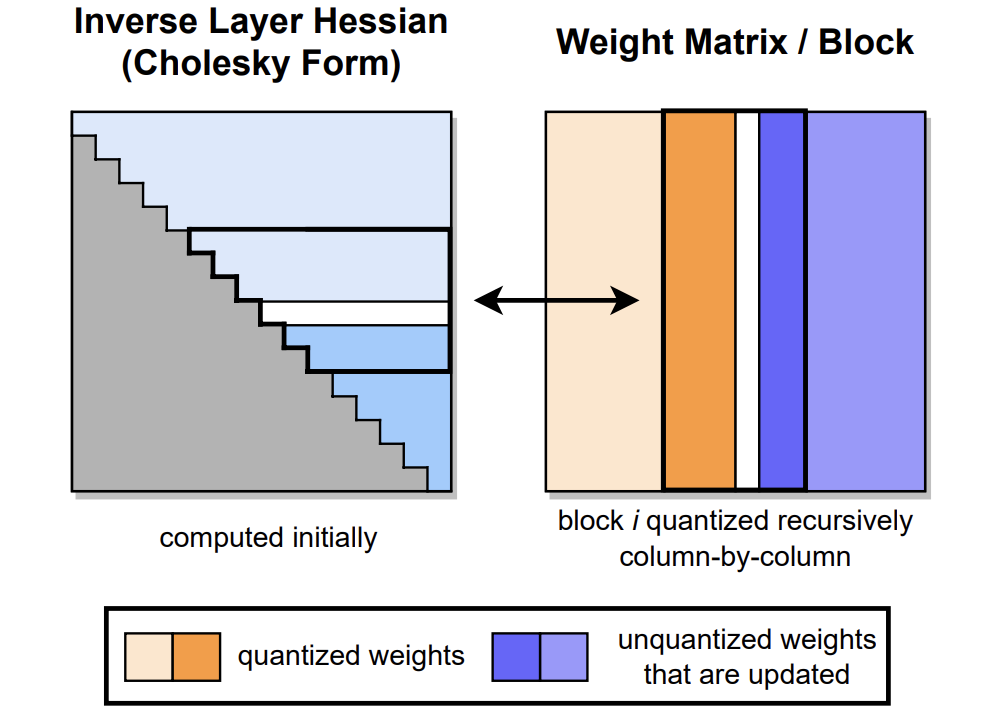 Inverse Layer Hessian
(Cholesky Form)
Weight Matrix / Block
computed initially
block i quantized recursively
column-by-column
quantized weights
unquantized weights
that are updated